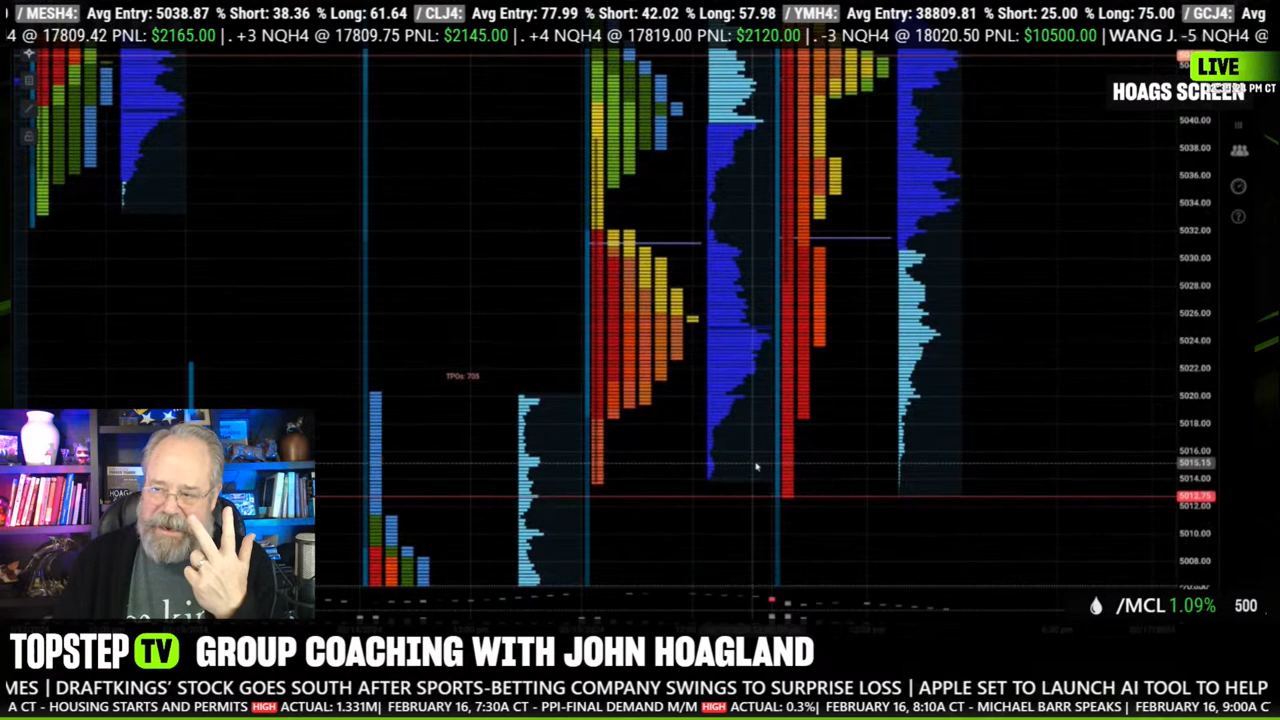 / MESH4: Avg Entry: 5038.87 % Short: 38.36 % Long: 61.64 / CLJ4: Avg Entry: 77.99 % Short: 42.02 % Long: 57.98 / YMH4: Avg Entry: 38809.81 % Short: 25.00 % Long: 75.00 / GCJ4: Avg
4 @ 17809.42 PNL: $2165.00 | . +3 NQH4 @ 17809.75 PNL: $2145.00 | . +4 NQH4 @ 17819.00 PNL: $2120.00 | . -3 NQH4 @ 18020.50 PNL: $10500.00 | WANG J. -5 NQH4 @
LIVE
PM CT
HOAGS SCREEN
5040.00
5038.00
5036.00
5034.00
5032.00
5030.00
5028.00
5026.00
5024.00
5022.00
TPOs: 705
5020.00
5018.00
5016.00
5015.15
5014.00
5012.75
5012.00
5010.00
5008.00
/MCL 1.09% 500
TOPSTEP TV GROUP COACHING WITH JOHN HOAGLAND
MES | DRAFTKINGS' STOCK GOES SOUTH AFTER SPORTS-BETTING COMPANY SWINGS TO SURPRISE LOSS | APPLE SET TO LAUNCH AI TOOL TO HELP
A CT - HOUSING STARTS AND PERMITS HIGH ACTUAL: 1.331M| FEBRUARY 16, 7:30A CT - PPI-FINAL DEMAND M/M HIGH ACTUAL: 0.3%| FEBRUARY 16, 8:10A CT - MICHAEL BARR SPEAKS | FEBRUARY 16, 9:00A C